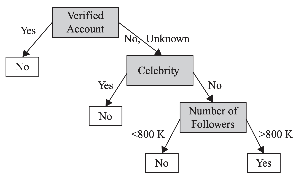 Verified
Account
Yes
No, Unknown
No
Celebrity
Yes
No
No
Number of
Followers
<800 K
>800 K
No
Yes